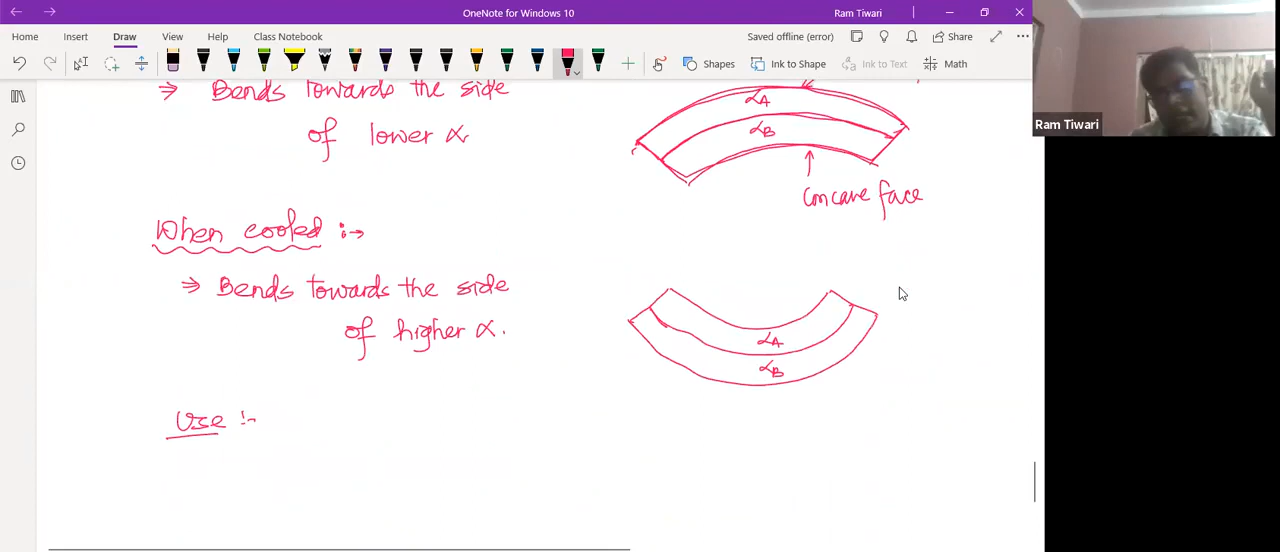 OneNote for Windows 10
Ram Tiwari
Home Insert Draw View Help Class Notebook
Saved offline (error)
Share
Shapes
Ink to Shape
Ink to Text
Math
⇒ Bends towards the side
of lower α
αA
αB
concave face
Ram Tiwari
When cooled :→
⇒ Bends towards the side
of higher α.
αA
αB
Use :-